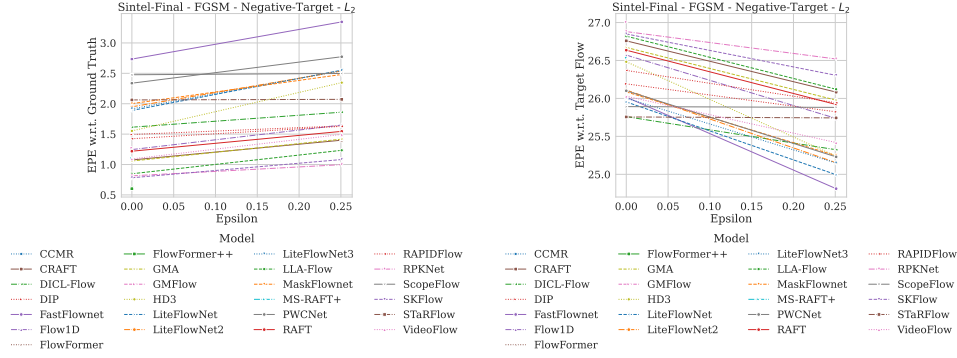 Sintel-Final - FGSM - Negative-Target - L2
EPE w.r.t. Ground Truth
3.0
2.5
2.0
1.5
1.0
0.5
0.00 0.05 0.10 0.15 0.20 0.25
Epsilon
Model
CCMR FlowFormer++ LiteFlowNet3 RAPIDFlow
CRAFT GMA LLA-Flow RPKNet
DICL-Flow GMFlow MaskFlownet ScopeFlow
DIP HD3 MS-RAFT+ SKFlow
FastFlownet LiteFlowNet PWCNet STaRFlow
Flow1D LiteFlowNet2 RAFT VideoFlow
FlowFormer
Sintel-Final - FGSM - Negative-Target - L2
EPE w.r.t. Target Flow
27.0
26.5
26.0
25.5
25.0
0.00 0.05 0.10 0.15 0.20 0.25
Epsilon
Model
CCMR FlowFormer++ LiteFlowNet3 RAPIDFlow
CRAFT GMA LLA-Flow RPKNet
DICL-Flow GMFlow MaskFlownet ScopeFlow
DIP HD3 MS-RAFT+ SKFlow
FastFlownet LiteFlowNet PWCNet STaRFlow
Flow1D LiteFlowNet2 RAFT VideoFlow
FlowFormer